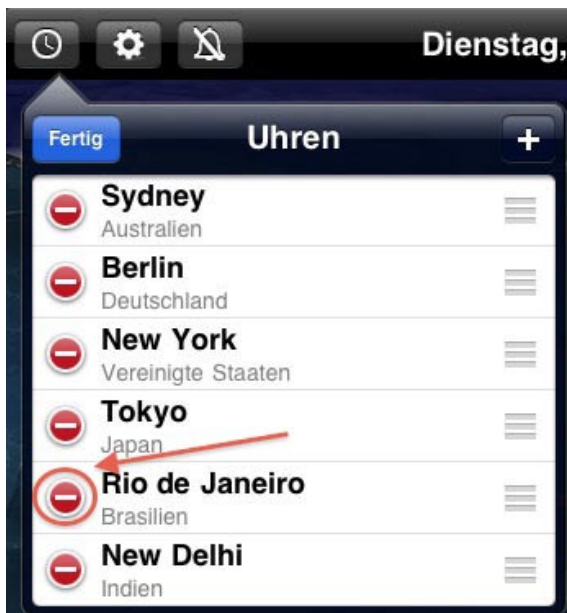 Dienstag,
Fertig
Uhren
+
Sydney
Australien
Berlin
Deutschland
New York
Vereinigte Staaten
Tokyo
Japan
Rio de Janeiro
Brasilien
New Delhi
Indien